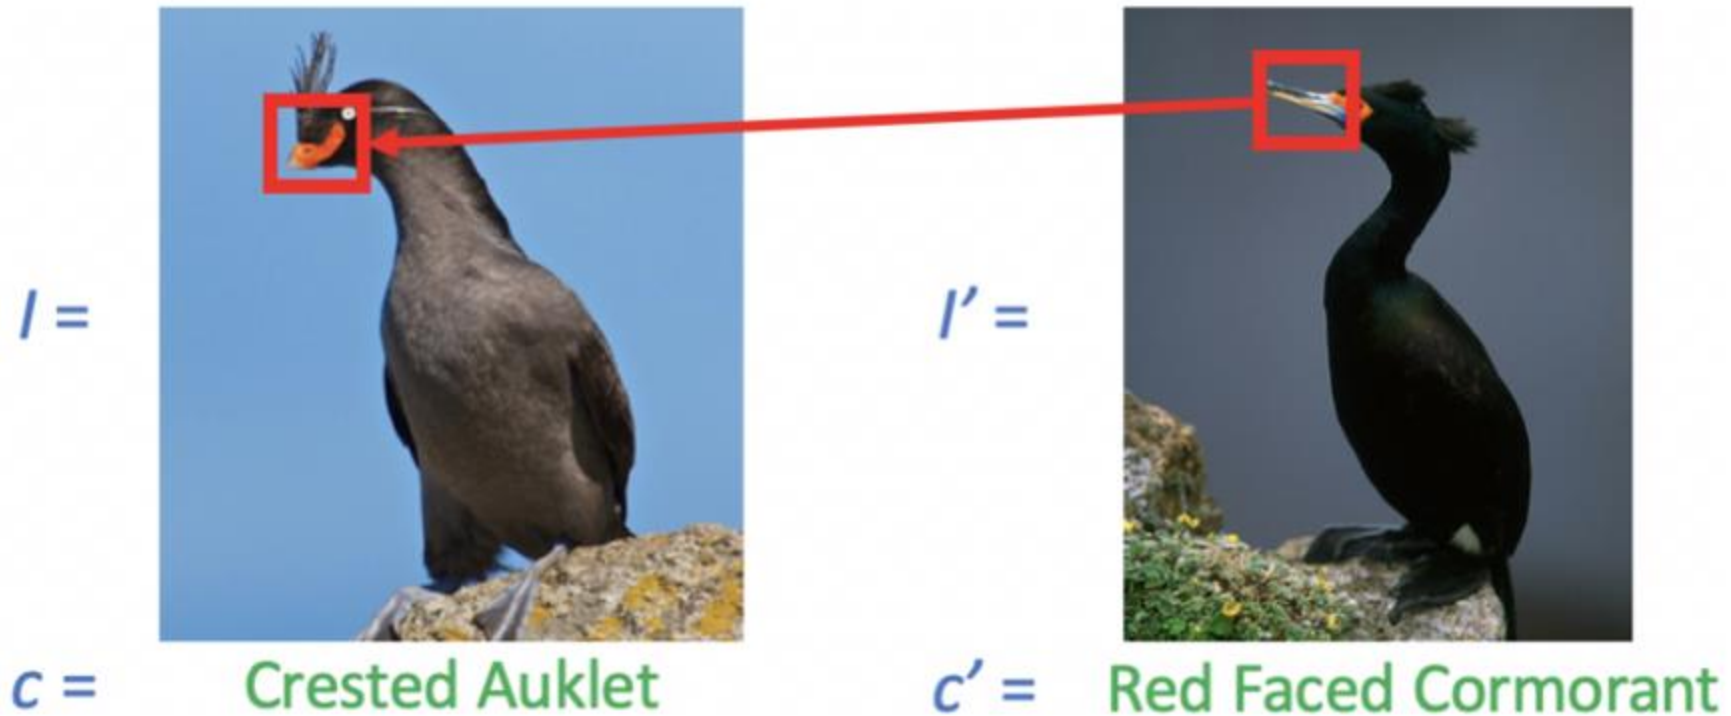 I =
I′ =
c = Crested Auklet
c′ = Red Faced Cormorant